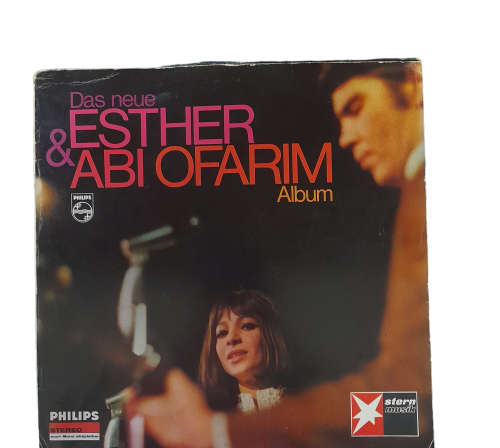 Das neue
ESTHER
& ABI OFARIM
Album
PHILIPS
PHILIPS
STEREO
stern
musik